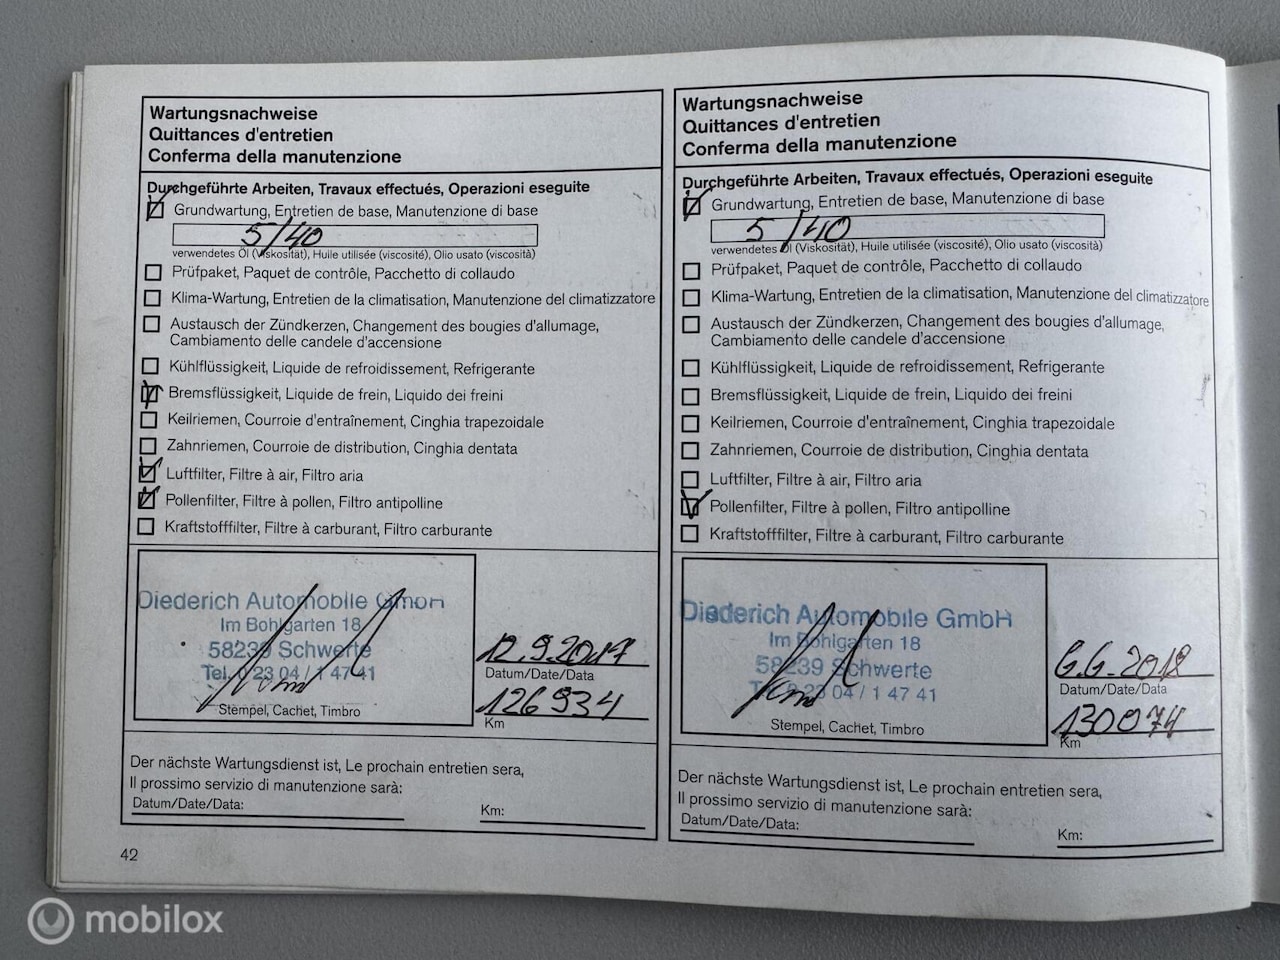 Wartungsnachweise
Quittances d'entretien
Conferma della manutenzione
Durchgeführte Arbeiten, Travaux effectués, Operazioni eseguite
Grundwartung, Entretien de base, Manutenzione di base
5/40
verwendetes Öl (Viskosität), Huile utilisée (viscosité), Olio usato (viscosità)
Prüfpaket, Paquet de contrôle, Pacchetto di collaudo
Klima-Wartung, Entretien de la climatisation, Manutenzione del climatizzatore
Austausch der Zündkerzen, Changement des bougies d'allumage,
Cambiamento delle candele d'accensione
Kühlflüssigkeit, Liquide de refroidissement, Refrigerante
Bremsflüssigkeit, Liquide de frein, Liquido dei freini
Keilriemen, Courroie d'entraînement, Cinghia trapezoidale
Zahnriemen, Courroie de distribution, Cinghia dentata
Luftfilter, Filtre à air, Filtro aria
Pollenfilter, Filtre à pollen, Filtro antipolline
Kraftstofffilter, Filtre à carburant, Filtro carburante
Diederich Automobile GmbH
Im Bohlgarten 18
58239 Schwerte
Tel. 0 23 04 / 1 47 41
Stempel, Cachet, Timbro
12.9.2017
Datum/Date/Data
126934
Km
Der nächste Wartungsdienst ist, Le prochain entretien sera,
Il prossimo servizio di manutenzione sarà:
Datum/Date/Data:
Km:
42
Wartungsnachweise
Quittances d'entretien
Conferma della manutenzione
Durchgeführte Arbeiten, Travaux effectués, Operazioni eseguite
Grundwartung, Entretien de base, Manutenzione di base
5/40
verwendetes Öl (Viskosität), Huile utilisée (viscosité), Olio usato (viscosità)
Prüfpaket, Paquet de contrôle, Pacchetto di collaudo
Klima-Wartung, Entretien de la climatisation, Manutenzione del climatizzatore
Austausch der Zündkerzen, Changement des bougies d'allumage,
Cambiamento delle candele d'accensione
Kühlflüssigkeit, Liquide de refroidissement, Refrigerante
Bremsflüssigkeit, Liquide de frein, Liquido dei freini
Keilriemen, Courroie d'entraînement, Cinghia trapezoidale
Zahnriemen, Courroie de distribution, Cinghia dentata
Luftfilter, Filtre à air, Filtro aria
Pollenfilter, Filtre à pollen, Filtro antipolline
Kraftstofffilter, Filtre à carburant, Filtro carburante
Diederich Automobile GmbH
Im Bohlgarten 18
58239 Schwerte
23 04 / 1 47 41
Stempel, Cachet, Timbro
6.6.2018
Datum/Date/Data
130074
Km
Der nächste Wartungsdienst ist, Le prochain entretien sera,
Il prossimo servizio di manutenzione sarà:
Datum/Date/Data:
Km:
mobilox